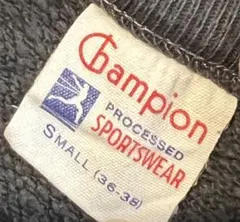 Champion
PROCESSED
SPORTSWEAR
SMALL (36-38)